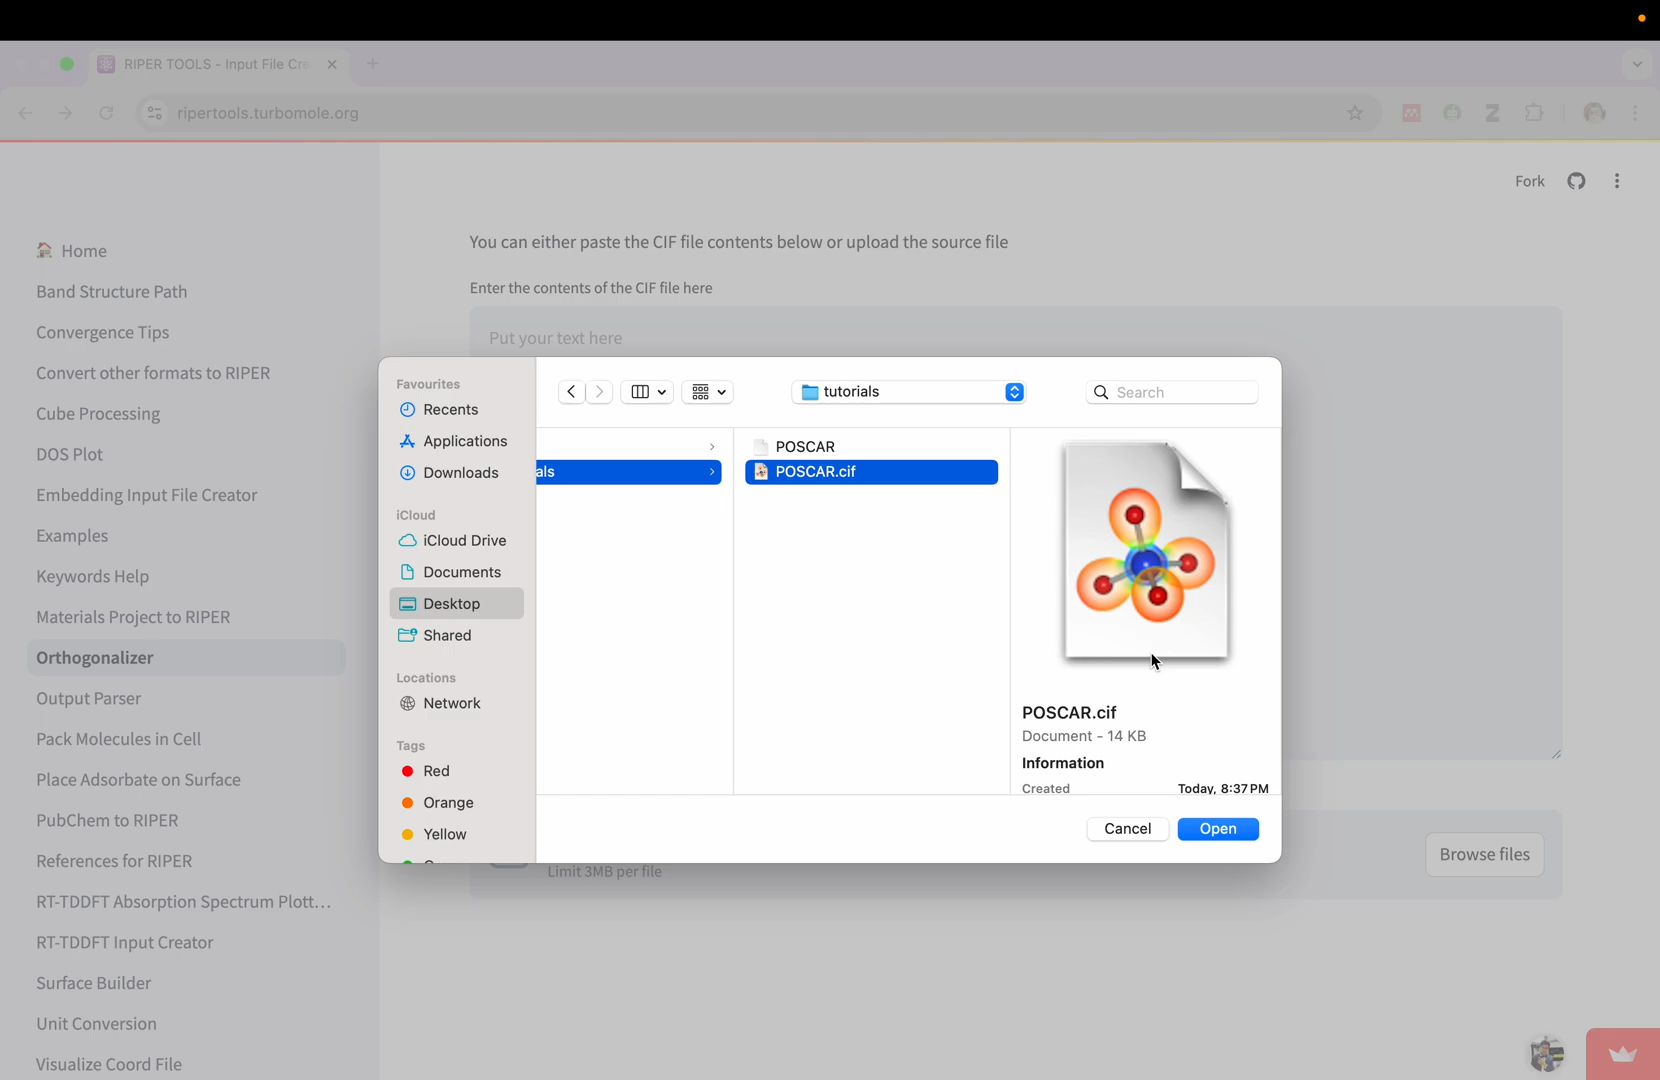 RIPER TOOLS - Input File Cre
ripertools.turbomole.org
Fork
Home
Band Structure Path
Convergence Tips
Convert other formats to RIPER
Cube Processing
DOS Plot
Embedding Input File Creator
Examples
Keywords Help
Materials Project to RIPER
Orthogonalizer
Output Parser
Pack Molecules in Cell
Place Adsorbate on Surface
PubChem to RIPER
References for RIPER
RT-TDDFT Absorption Spectrum Plott...
RT-TDDFT Input Creator
Surface Builder
Unit Conversion
Visualize Coord File
You can either paste the CIF file contents below or upload the source file
Enter the contents of the CIF file here
Put your text here
Favourites
Recents
Applications
Downloads
iCloud
iCloud Drive
Documents
Desktop
Shared
Locations
Network
Tags
Red
Orange
Yellow
tutorials
Search
als
POSCAR
POSCAR.cif
POSCAR.cif
Document - 14 KB
Information
Created Today, 8:37 PM
Cancel
Open
Limit 3MB per file
Browse files